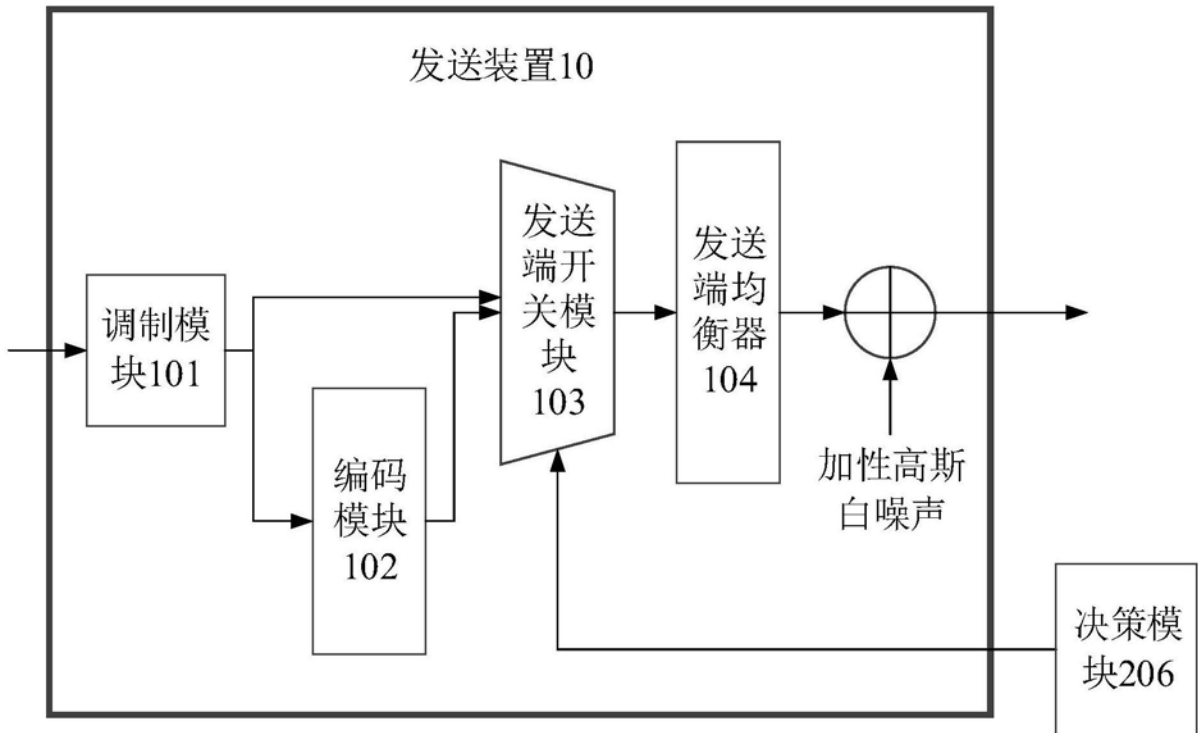 发送装置10
调制模
块101
编码
模块
102
发送
端开
关模
块
103
发送
端均
衡器
104
加性高斯
白噪声
决策模
块206